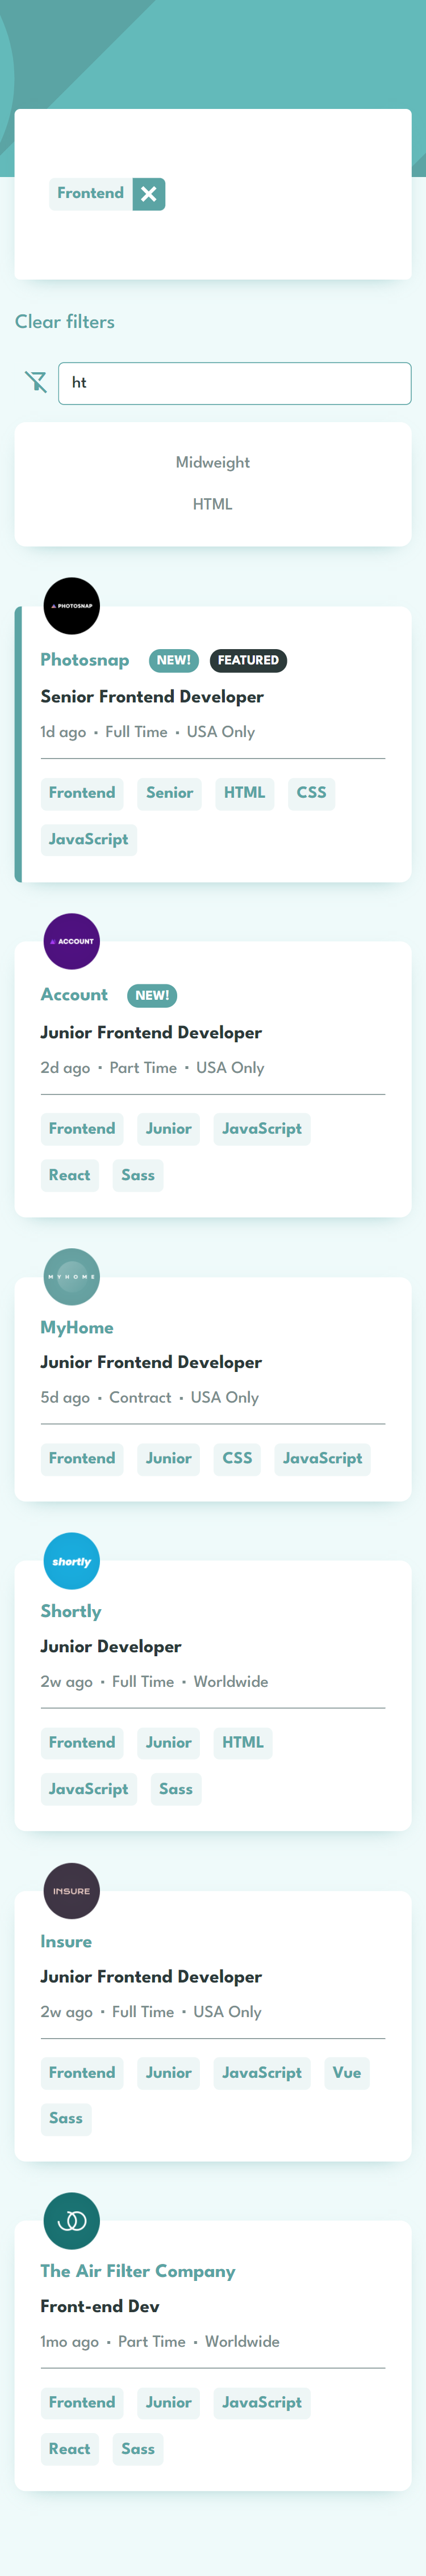 Frontend
Clear filters
ht
Midweight
HTML
PHOTOSNAP
Photosnap NEW! FEATURED
Senior Frontend Developer
1d ago • Full Time • USA Only
Frontend Senior HTML CSS
JavaScript
ACCOUNT
Account NEW!
Junior Frontend Developer
2d ago • Part Time • USA Only
Frontend Junior JavaScript
React Sass
MYHOME
MyHome
Junior Frontend Developer
5d ago • Contract • USA Only
Frontend Junior CSS JavaScript
shortly
Shortly
Junior Developer
2w ago • Full Time • Worldwide
Frontend Junior HTML
JavaScript Sass
INSURE
Insure
Junior Frontend Developer
2w ago • Full Time • USA Only
Frontend Junior JavaScript Vue
Sass
The Air Filter Company
Front-end Dev
1mo ago • Part Time • Worldwide
Frontend Junior JavaScript
React Sass